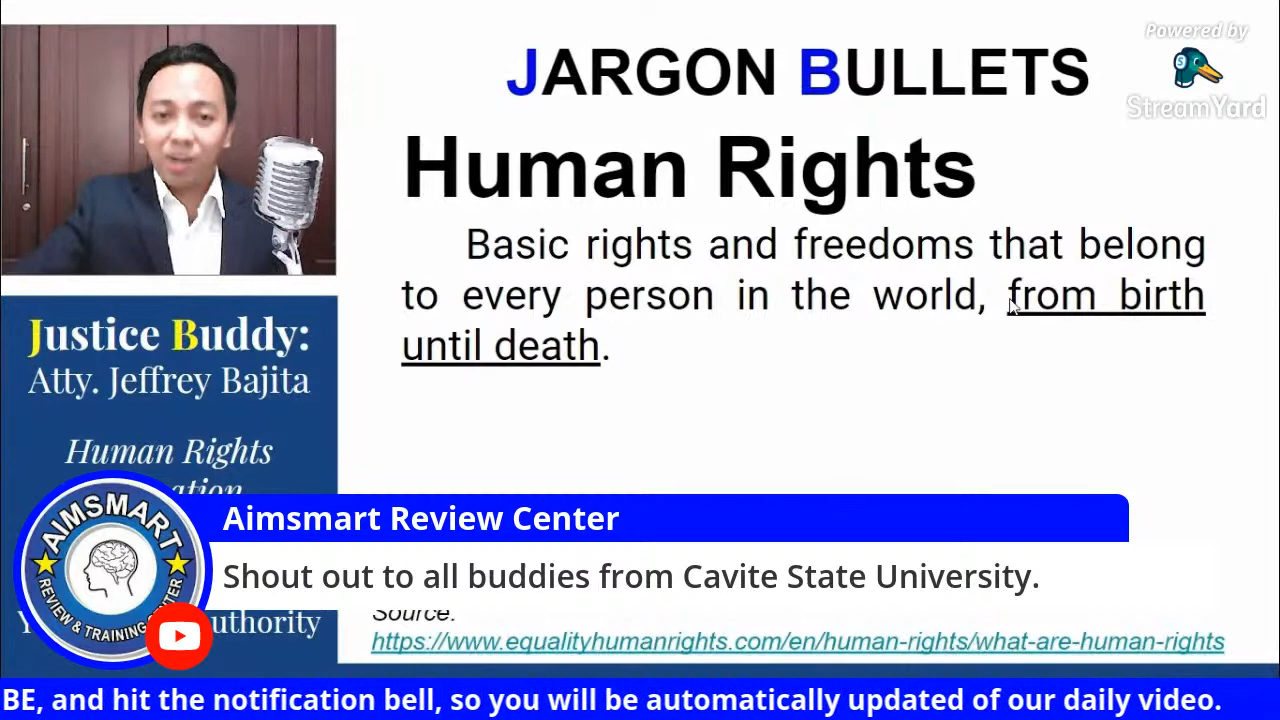 Powered by
StreamYard
JARGON BULLETS
Human Rights
Basic rights and freedoms that belong
to every person in the world, from birth
until death.
Justice Buddy:
Atty. Jeffrey Bajita
Human Rights
AIMSMART
REVIEW & TRAINING CENTER
Aimsmart Review Center
Shout out to all buddies from Cavite State University.
Source:
https://www.equalityhumanrights.com/en/human-rights/what-are-human-rights
BE, and hit the notification bell, so you will be automatically updated of our daily video.